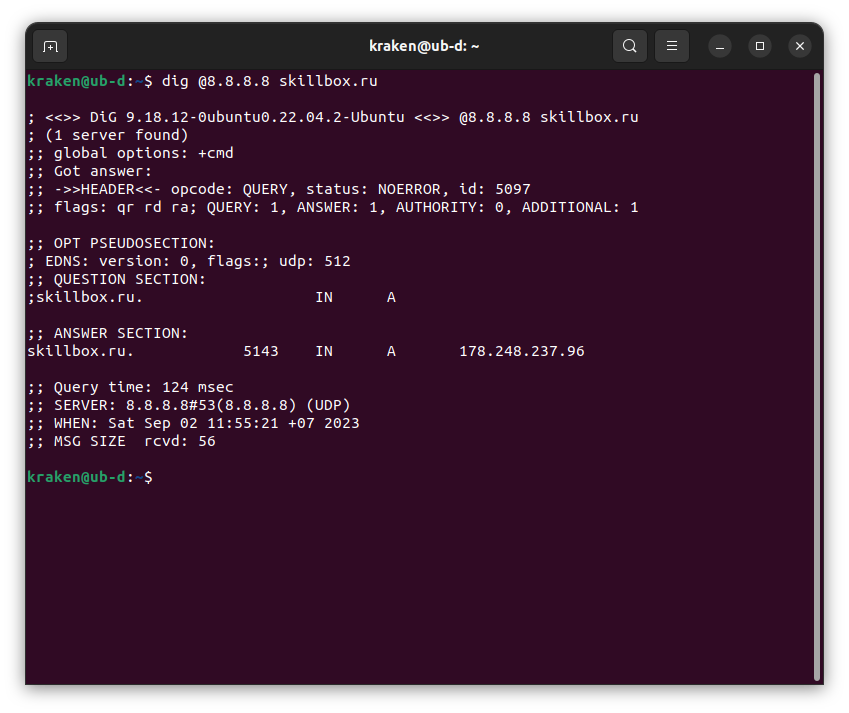 kraken@ub-d: ~
kraken@ub-d:~$ dig @8.8.8.8 skillbox.ru
; <<>> DiG 9.18.12-0ubuntu0.22.04.2-Ubuntu <<>> @8.8.8.8 skillbox.ru
; (1 server found)
;; global options: +cmd
;; Got answer:
;; ->>HEADER<<- opcode: QUERY, status: NOERROR, id: 5097
;; flags: qr rd ra; QUERY: 1, ANSWER: 1, AUTHORITY: 0, ADDITIONAL: 1
;; OPT PSEUDOSECTION:
; EDNS: version: 0, flags:; udp: 512
;; QUESTION SECTION:
;skillbox.ru. IN A
;; ANSWER SECTION:
skillbox.ru. 5143 IN A 178.248.237.96
;; Query time: 124 msec
;; SERVER: 8.8.8.8#53(8.8.8.8) (UDP)
;; WHEN: Sat Sep 02 11:55:21 +07 2023
;; MSG SIZE  rcvd: 56
kraken@ub-d:~$